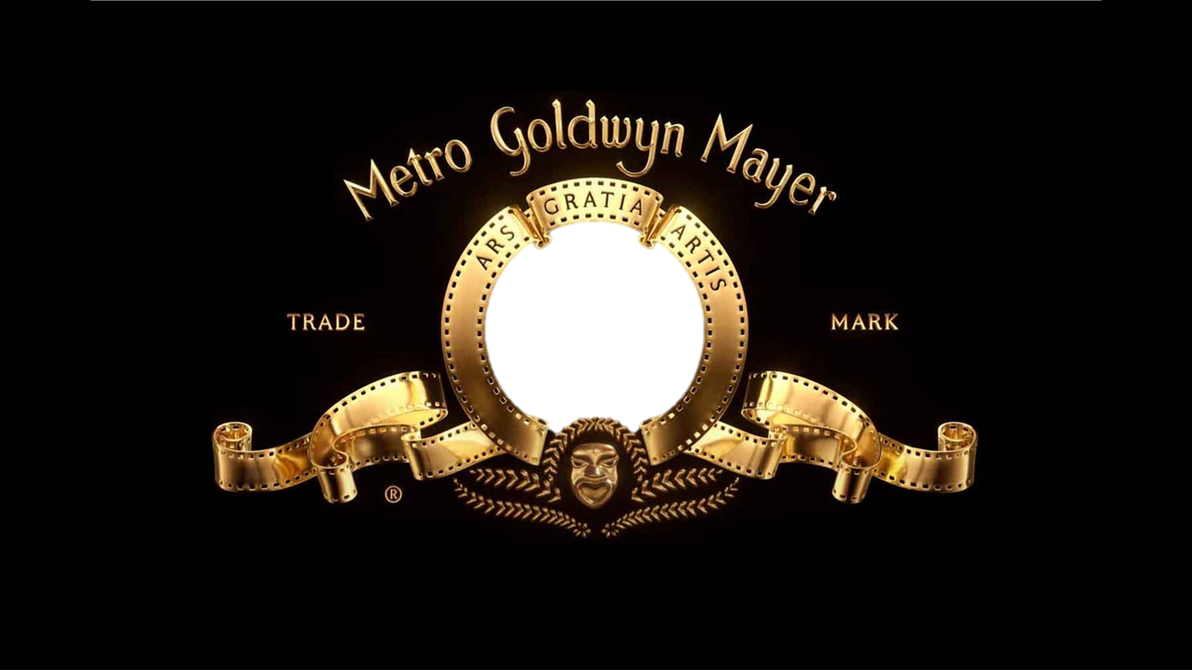 Metro Goldwyn Mayer
ARS GRATIA ARTIS
TRADE MARK
®